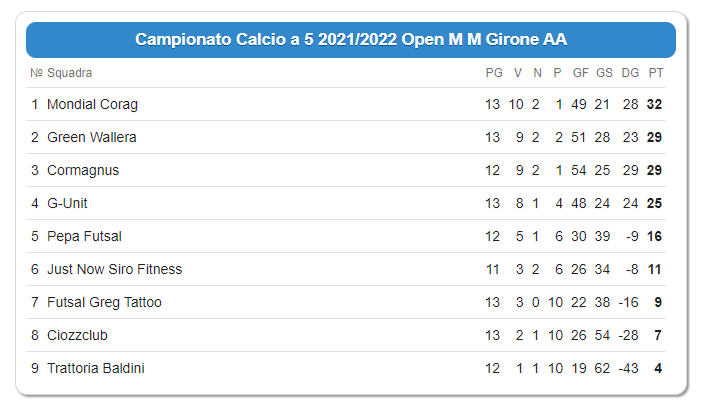 Campionato Calcio a 5 2021/2022 Open M M Girone AA
№ Squadra PG V N P GF GS DG PT
1 Mondial Corag 13 10 2 1 49 21 28 32
2 Green Wallera 13 9 2 2 51 28 23 29
3 Cormagnus 12 9 2 1 54 25 29 29
4 G-Unit 13 8 1 4 48 24 24 25
5 Pepa Futsal 12 5 1 6 30 39 -9 16
6 Just Now Siro Fitness 11 3 2 6 26 34 -8 11
7 Futsal Greg Tattoo 13 3 0 10 22 38 -16 9
8 Ciozzclub 13 2 1 10 26 54 -28 7
9 Trattoria Baldini 12 1 1 10 19 62 -43 4